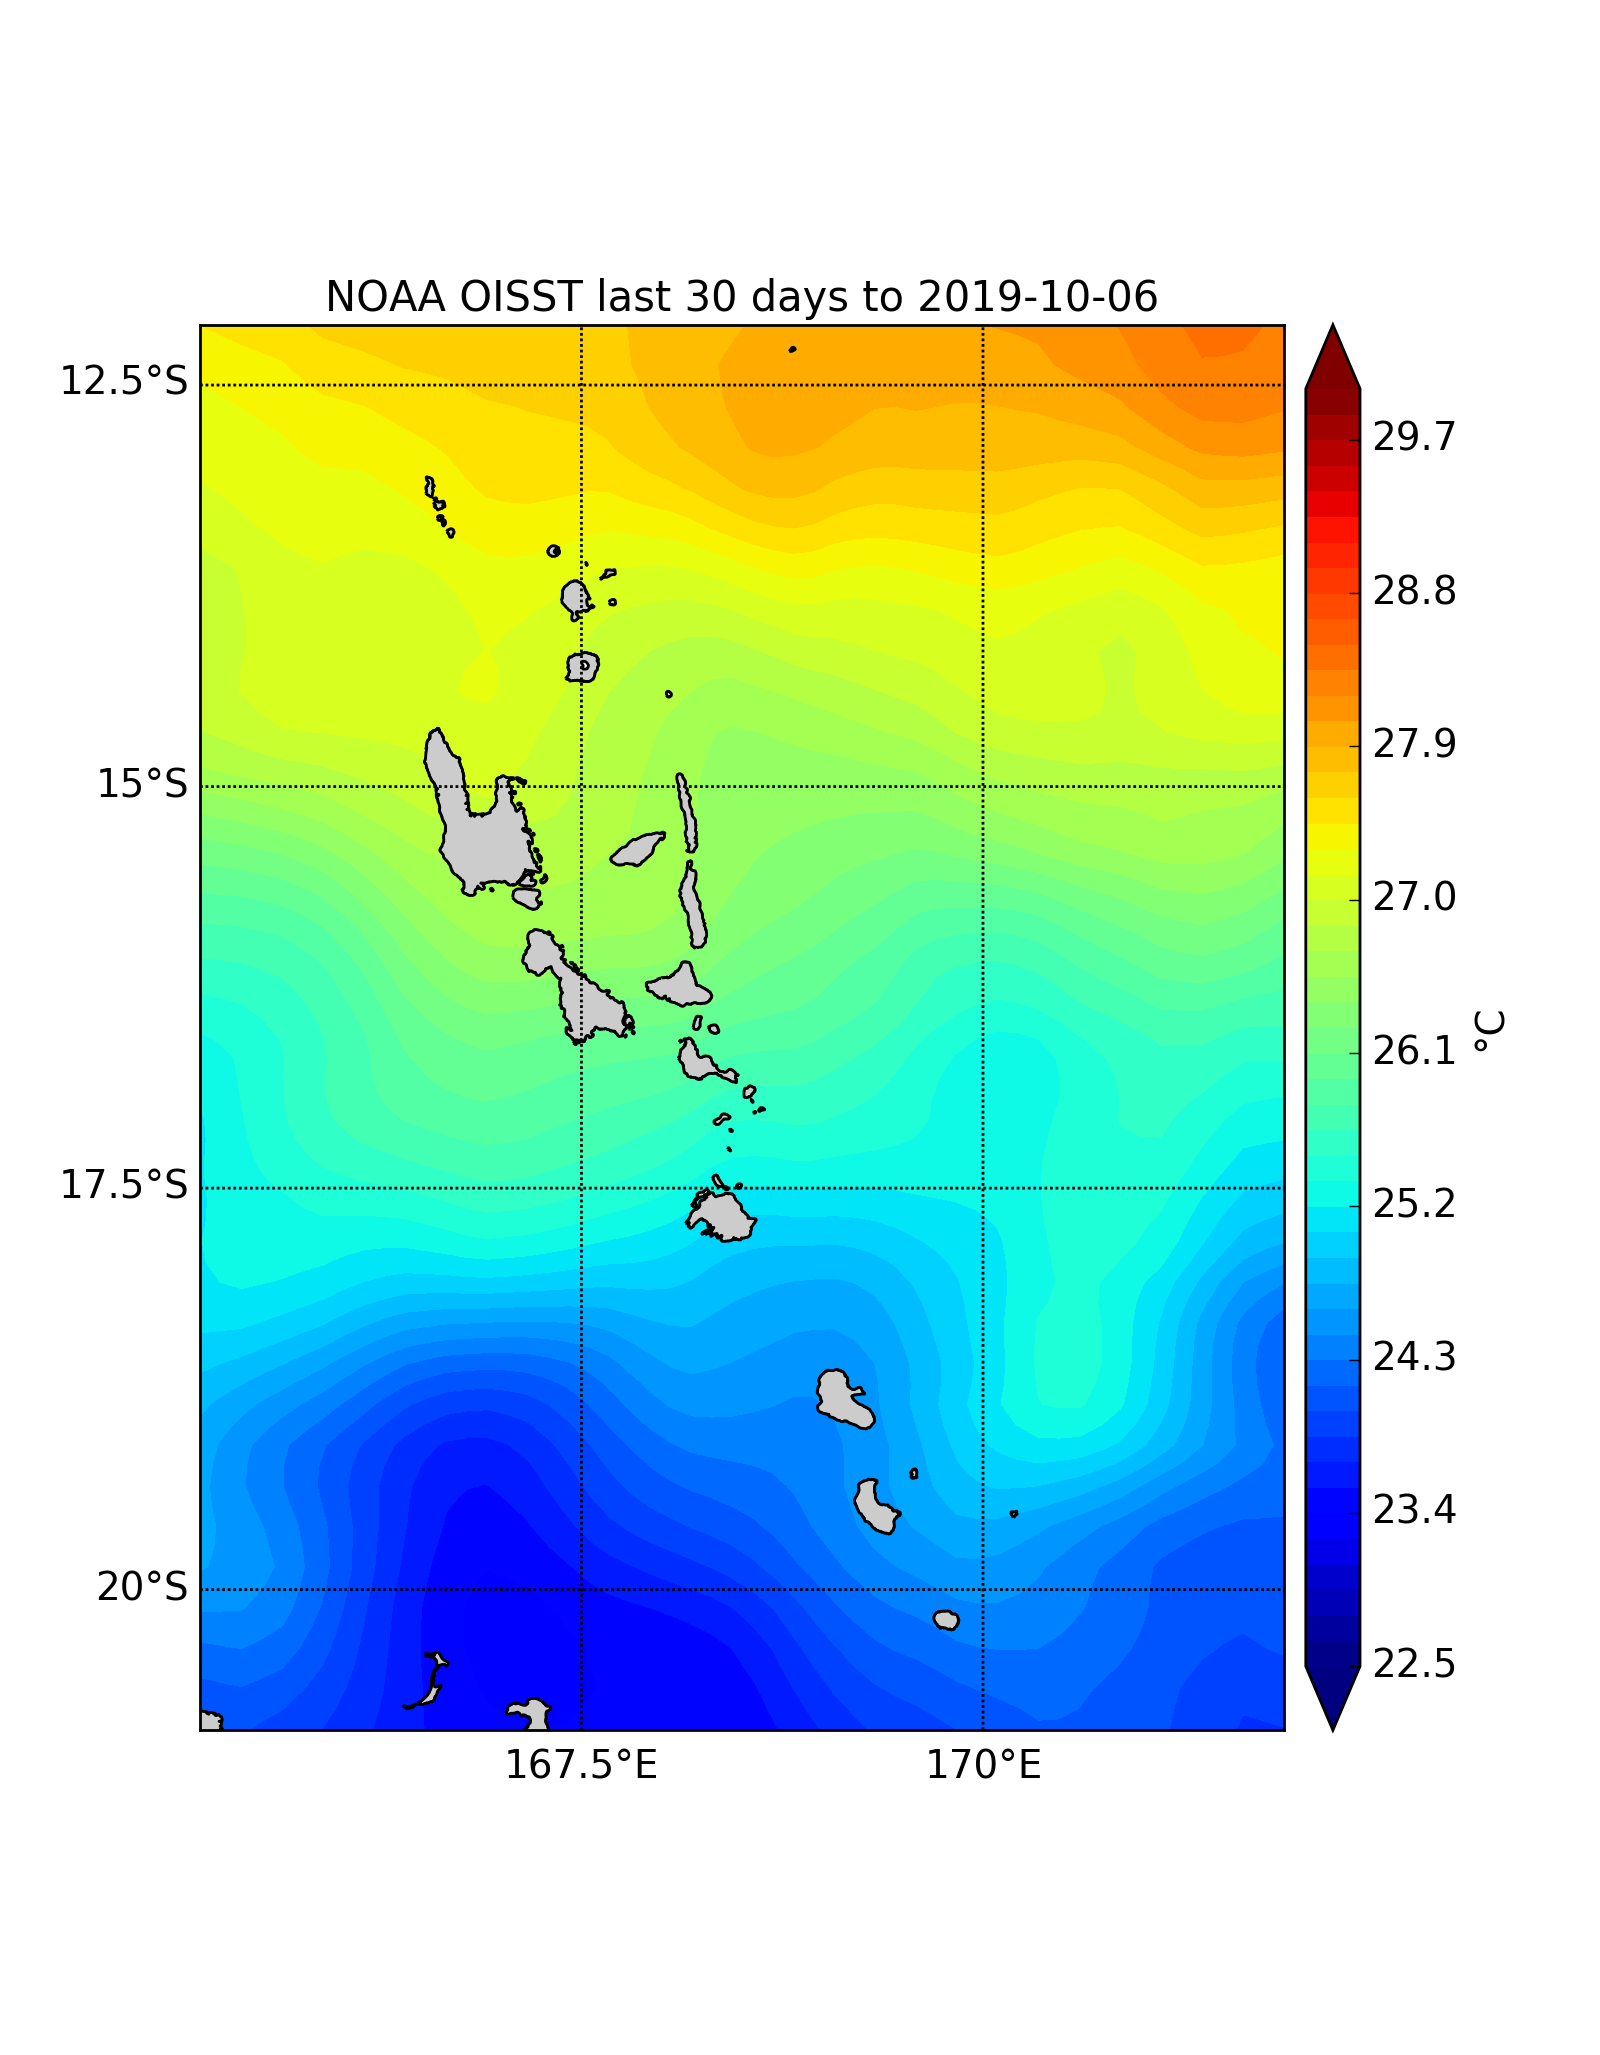 NOAA OISST last 30 days to 2019-10-06
12.5°S
15°S
17.5°S
20°S
167.5°E
170°E
29.7
28.8
27.9
27.0
26.1
25.2
24.3
23.4
22.5
°C